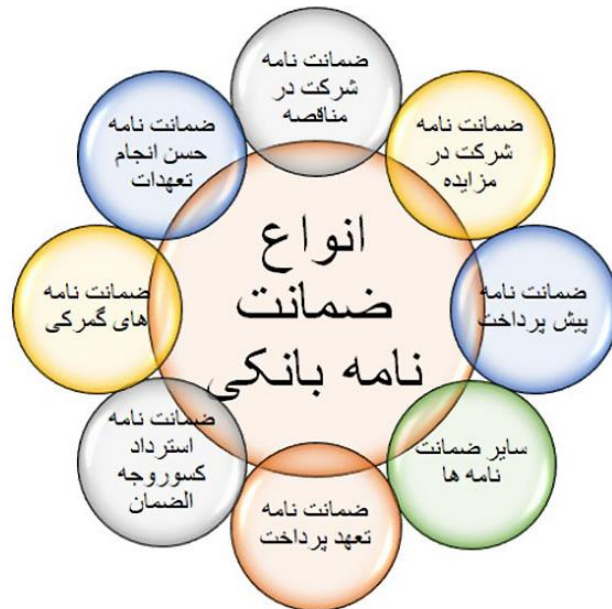 انواع
ضمانت
نامه بانکی
ضمانت نامه
شرکت در
مناقصه
ضمانت نامه
شرکت در
مزایده
ضمانت نامه
پیش پرداخت
سایر ضمانت
نامه ها
ضمانت نامه
تعهد پرداخت
ضمانت نامه
استرداد
کسوروجه
الضمان
ضمانت نامه
های گمرکی
ضمانت نامه
حسن انجام
تعهدات